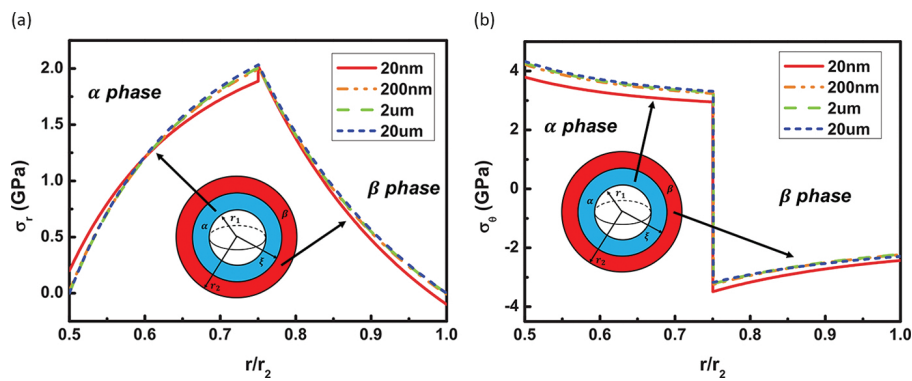 (a)
σr (GPa)
2.0
1.5
1.0
0.5
0.0
α phase
β phase
20nm
200nm
2um
20um
α
β
r1
r2
ξ
0.5 0.6 0.7 0.8 0.9 1.0
r/r2
(b)
σθ (GPa)
4
2
0
-2
-4
α phase
β phase
20nm
200nm
2um
20um
α
β
r1
r2
ξ
0.5 0.6 0.7 0.8 0.9 1.0
r/r2